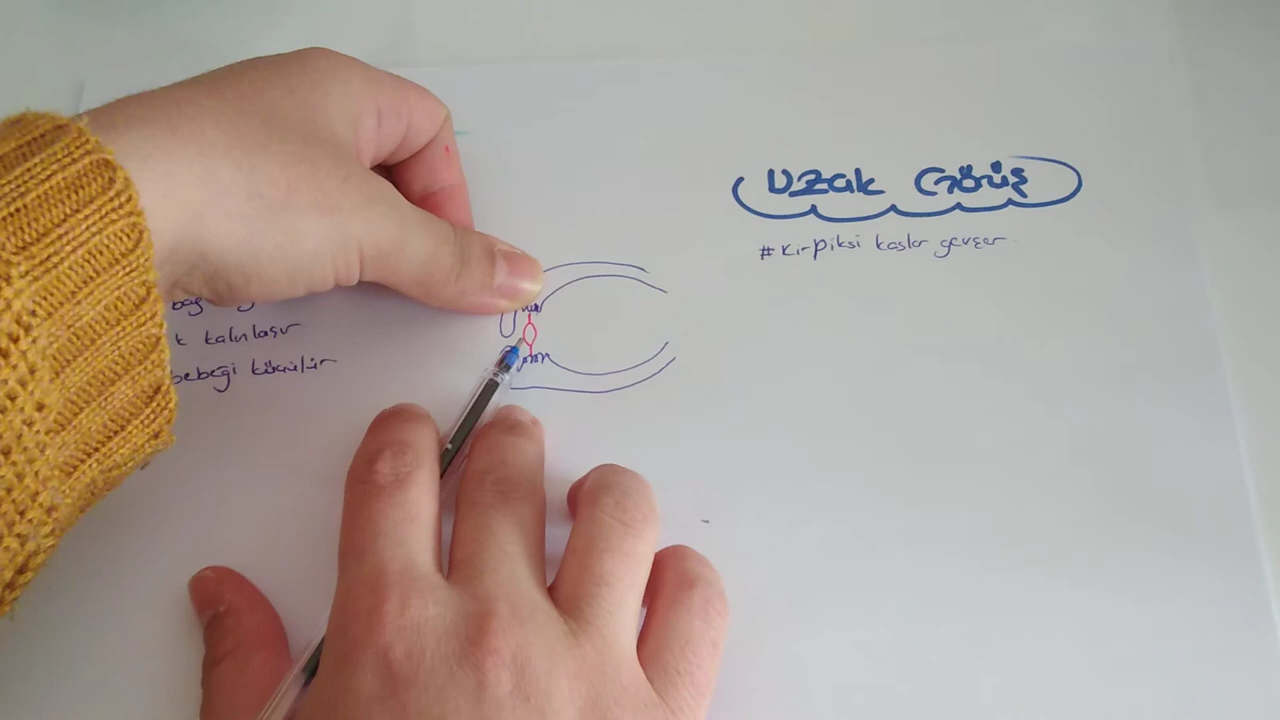 Uzak Görüş
#kirpiksi kaslar gevşer
kalınlaşır
bebeği küçülür